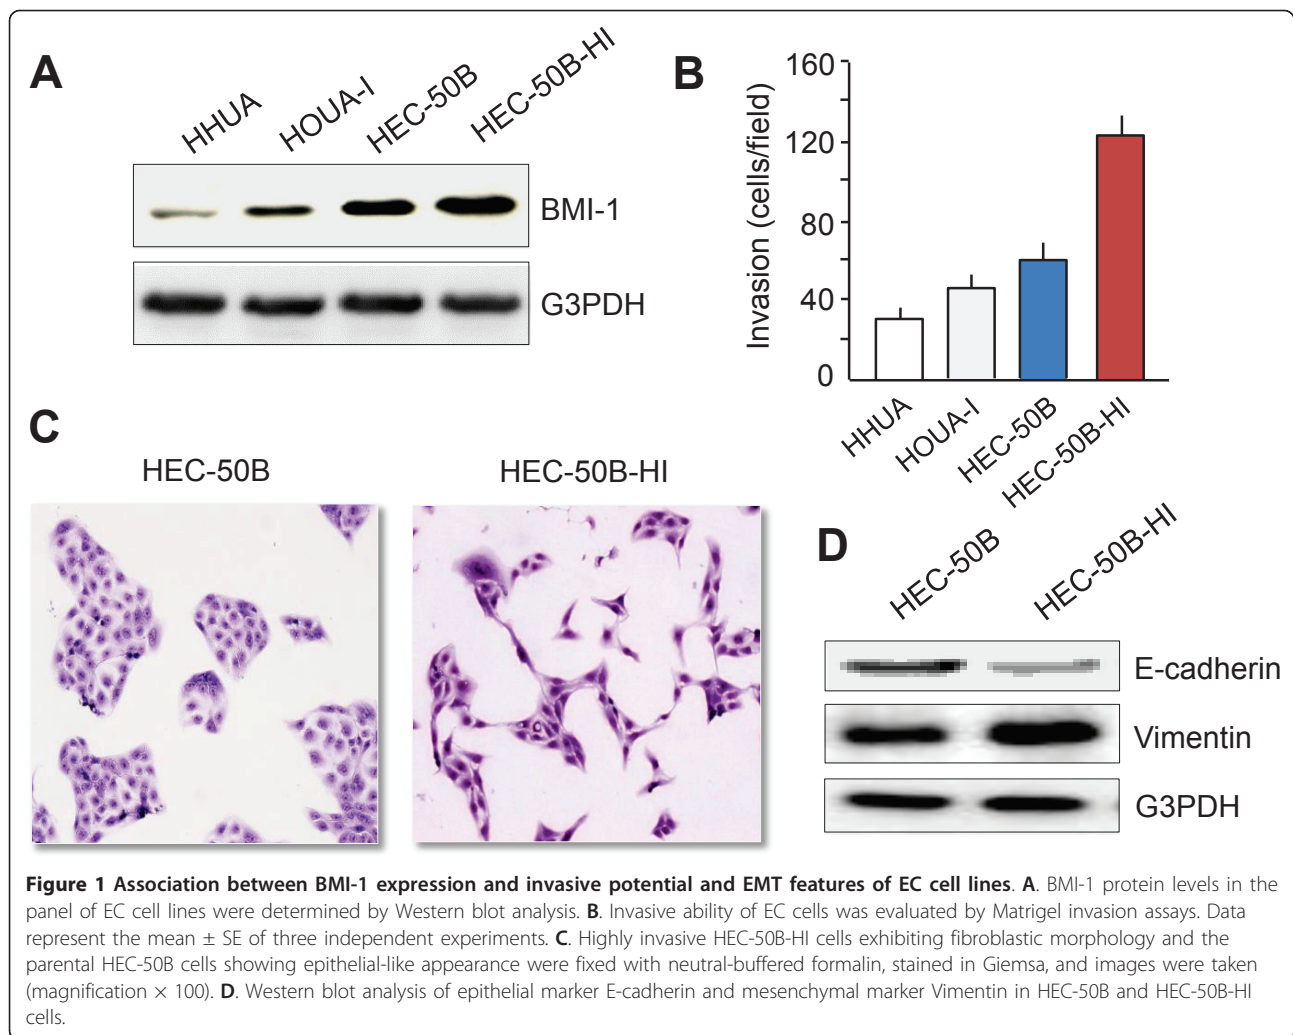 A
HHUA
HOUA-I
HEC-50B
HEC-50B-HI
BMI-1
G3PDH
B
Invasion (cells/field)
160
120
80
40
0
HHUA
HOUA-I
HEC-50B
HEC-50B-HI
C
HEC-50B
HEC-50B-HI
D
HEC-50B
HEC-50B-HI
E-cadherin
Vimentin
G3PDH
Figure 1 Association between BMI-1 expression and invasive potential and EMT features of EC cell lines. A. BMI-1 protein levels in the
panel of EC cell lines were determined by Western blot analysis. B. Invasive ability of EC cells was evaluated by Matrigel invasion assays. Data
represent the mean ± SE of three independent experiments. C. Highly invasive HEC-50B-HI cells exhibiting fibroblastic morphology and the
parental HEC-50B cells showing epithelial-like appearance were fixed with neutral-buffered formalin, stained in Giemsa, and images were taken
(magnification × 100). D. Western blot analysis of epithelial marker E-cadherin and mesenchymal marker Vimentin in HEC-50B and HEC-50B-HI
cells.